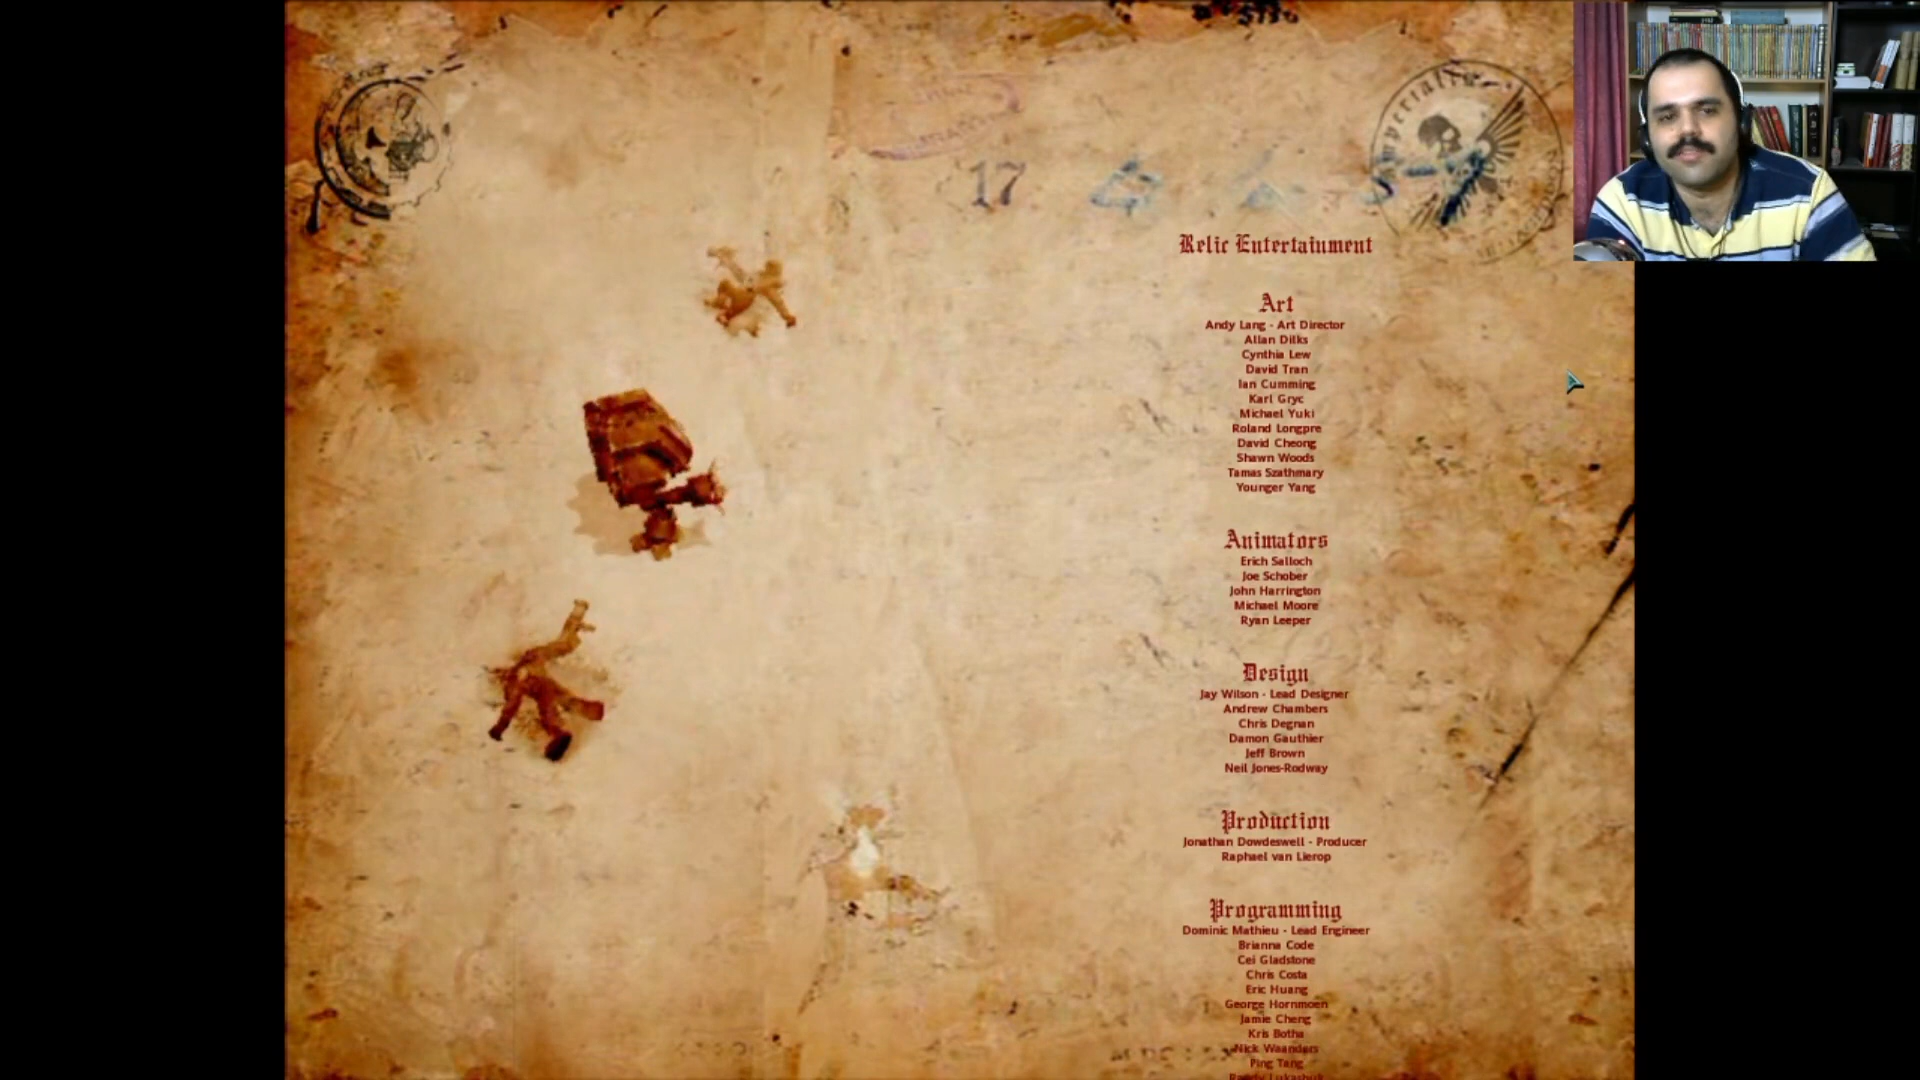 17
Imperialis
Relic Entertainment
Art
Andy Lang - Art Director
Allan Dilks
Cynthia Lew
David Tran
Ian Cumming
Karl Gryc
Michael Yuki
Roland Longpre
David Cheong
Shawn Woods
Tamas Szathmary
Younger Yang
Animators
Erich Salloch
Joe Schober
John Harrington
Michael Moore
Ryan Leeper
Design
Jay Wilson - Lead Designer
Andrew Chambers
Chris Degnan
Damon Gauthier
Jeff Brown
Neil Jones-Rodway
Production
Jonathan Dowdeswell - Producer
Raphael van Lierop
Programming
Dominic Mathieu - Lead Engineer
Brianna Code
Cei Gladstone
Chris Costa
Eric Huang
George Hornmoen
Jamie Cheng
Kris Botha
Nick Waanders
Ping Tang